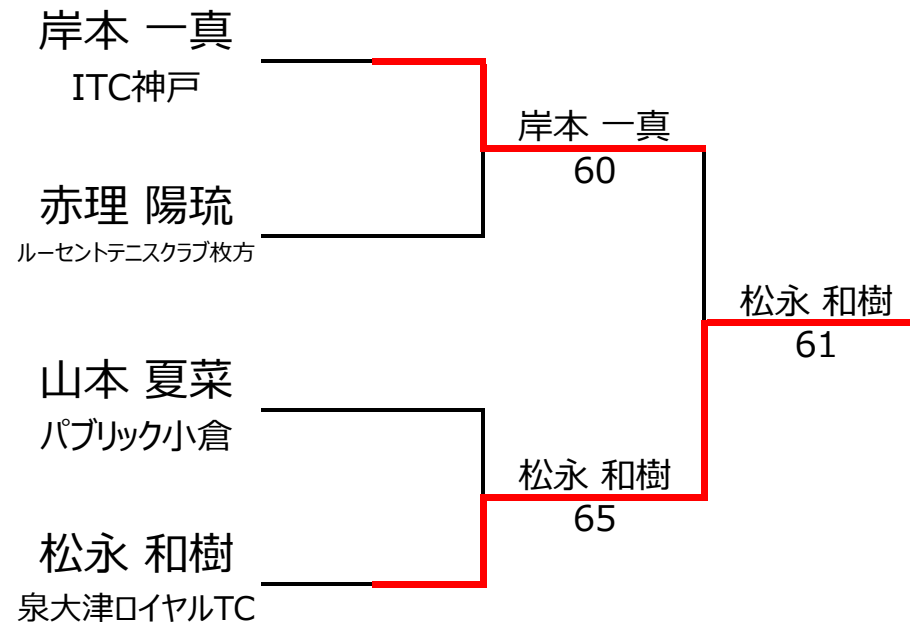 岸本 一真
ITC神戸
赤理 陽琉
ルーセントテニスクラブ枚方
山本 夏菜
パブリック小倉
松永 和樹
泉大津ロイヤルTC
岸本 一真
60
松永 和樹
65
松永 和樹
61